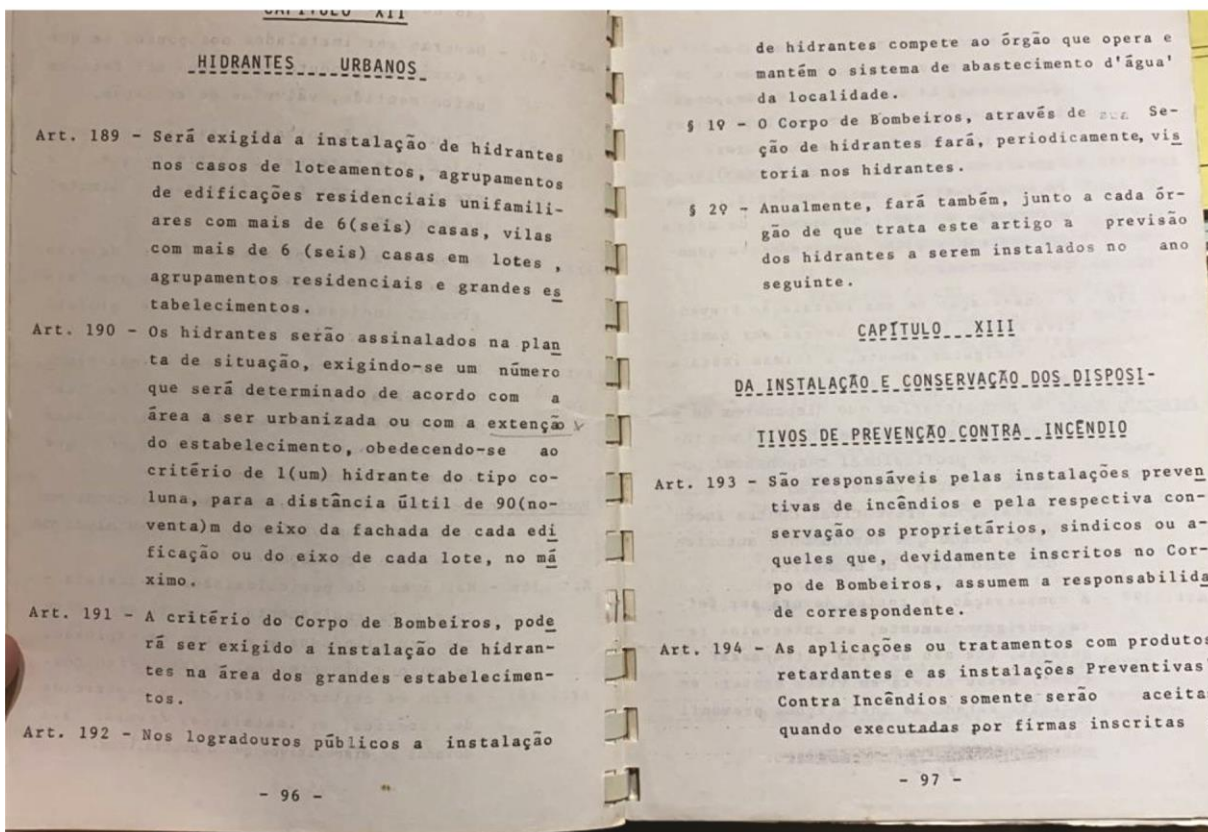 CAPÍTULO XII
HIDRANTES URBANOS
Art. 189 - Será exigida a instalação de hidrantes
nos casos de loteamentos, agrupamentos
de edificações residenciais unifamili-
ares com mais de 6(seis) casas, vilas
com mais de 6 (seis) casas em lotes ,
agrupamentos residenciais e grandes es
tabelecimentos.
Art. 190 - Os hidrantes serão assinalados na plan
ta de situação, exigindo-se um número
que será determinado de acordo com a
área a ser urbanizada ou com a extenção
do estabelecimento, obedecendo-se ao
critério de 1(um) hidrante do tipo co-
luna, para a distância últil de 90(no-
venta)m do eixo da fachada de cada edi
ficação ou do eixo de cada lote, no má
ximo.
Art. 191 - A critério do Corpo de Bombeiros, pode
rá ser exigido a instalação de hidran-
tes na área dos grandes estabelecimen-
tos.
Art. 192 - Nos logradouros públicos a instalação
- 96 -
de hidrantes compete ao órgão que opera e
mantém o sistema de abastecimento d'água'
da localidade.
§ 1º - O Corpo de Bombeiros, através de sua Se-
ção de hidrantes fará, periodicamente, vis
toria nos hidrantes.
§ 2º - Anualmente, fará também, junto a cada ór-
gão de que trata este artigo a previsão
dos hidrantes a serem instalados no ano
seguinte.
CAPÍTULO XIII
DA INSTALAÇÃO E CONSERVAÇÃO DOS DISPOSI-
TIVOS DE PREVENÇÃO CONTRA INCÊNDIO
Art. 193 - São responsáveis pelas instalações preven
tivas de incêndios e pela respectiva con-
servação os proprietários, sindicos ou a-
queles que, devidamente inscritos no Cor-
po de Bombeiros, assumem a responsabilida
de correspondente.
Art. 194 - As aplicações ou tratamentos com produtos
retardantes e as instalações Preventivas'
Contra Incêndios somente serão aceitas
quando executadas por firmas inscritas
- 97 -